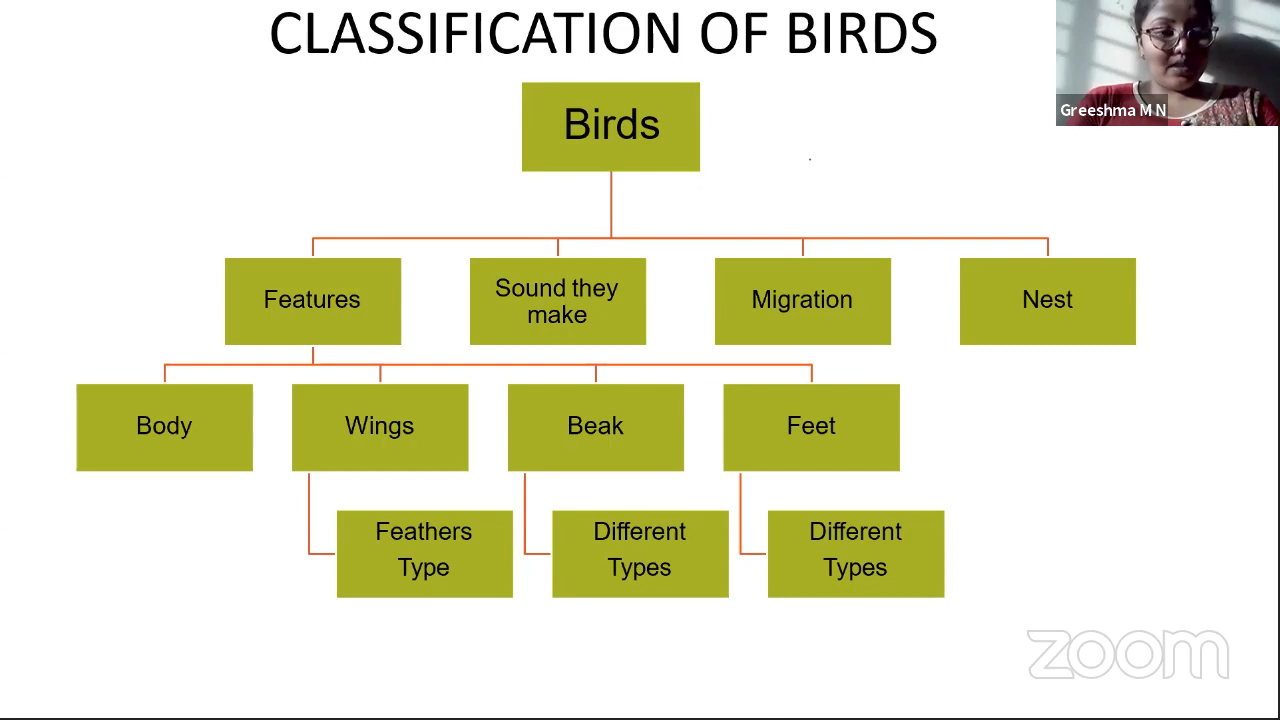 CLASSIFICATION OF BIRDS
Greeshma M N
Birds
Features
Sound they
make
Migration
Nest
Body
Wings
Beak
Feet
Feathers
Type
Different
Types
Different
Types
zoom